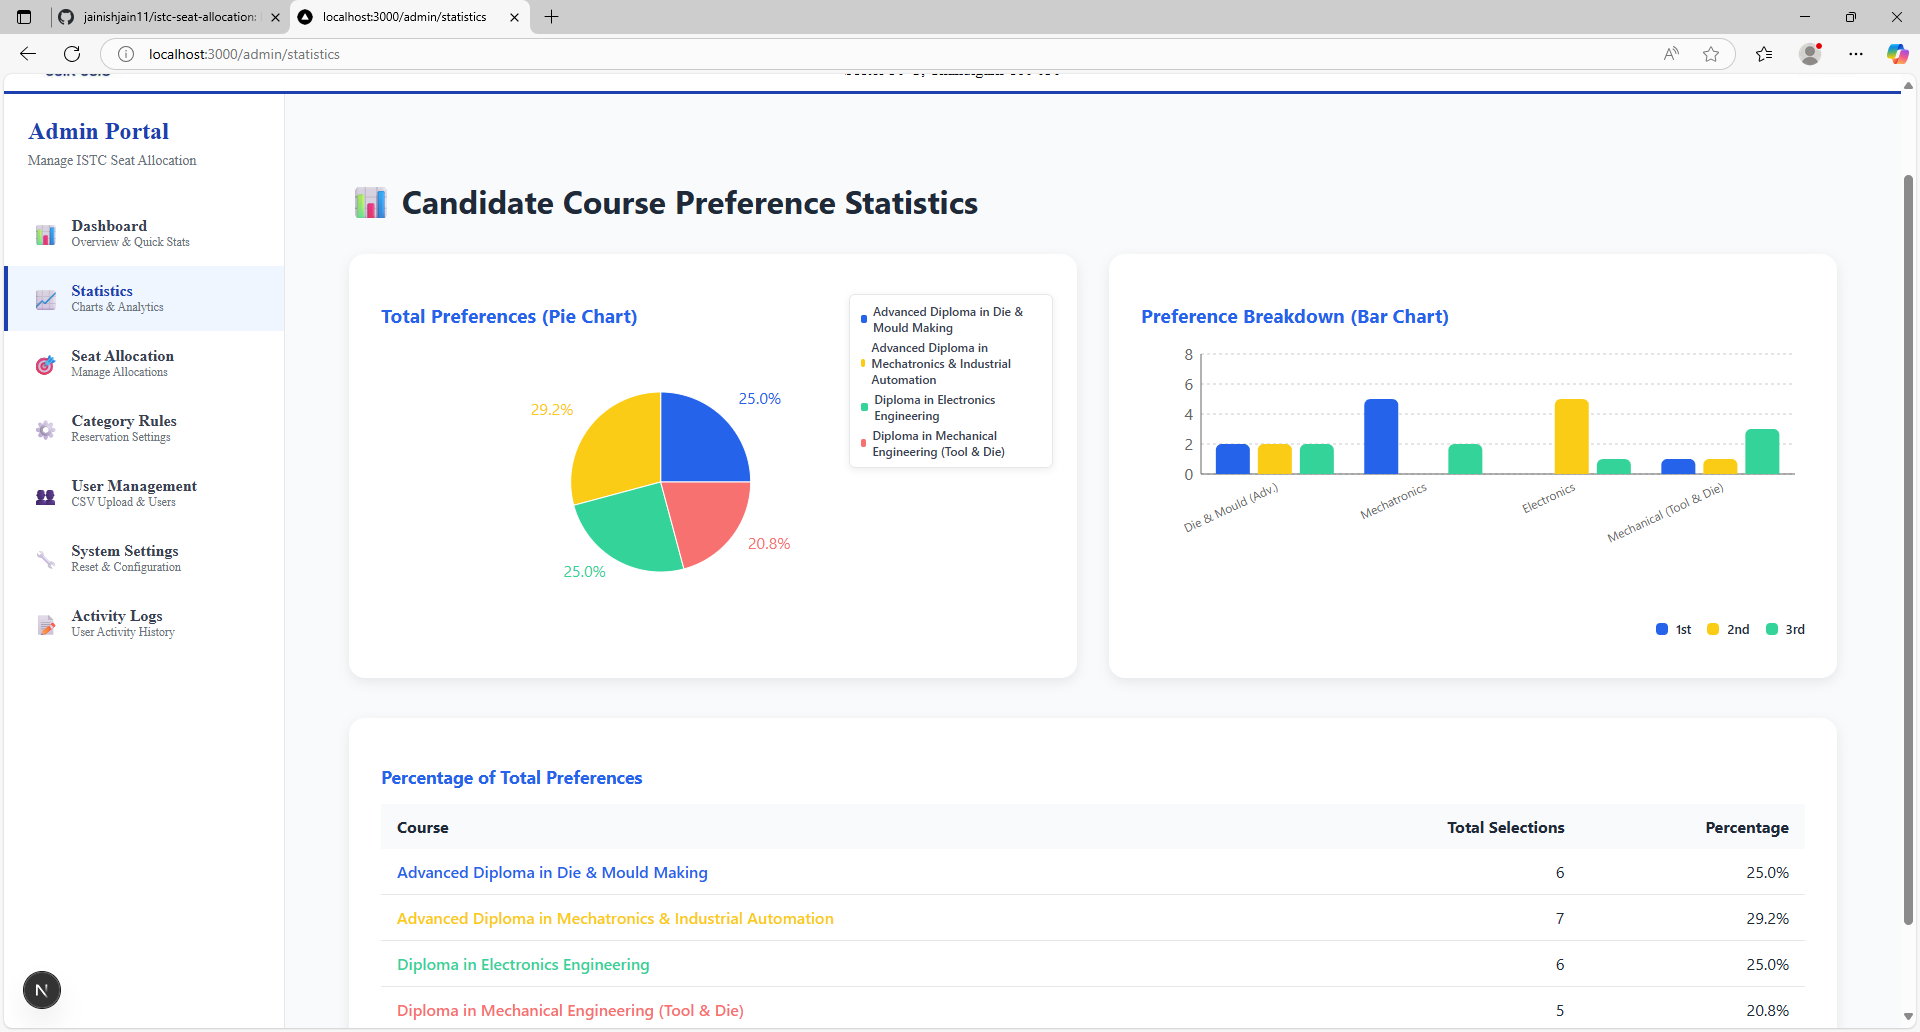 jainishjain11/istc-seat-allocation:
localhost:3000/admin/statistics
localhost:3000/admin/statistics
Admin Portal
Manage ISTC Seat Allocation
Dashboard
Overview & Quick Stats
Statistics
Charts & Analytics
Seat Allocation
Manage Allocations
Category Rules
Reservation Settings
User Management
CSV Upload & Users
System Settings
Reset & Configuration
Activity Logs
User Activity History
N
Candidate Course Preference Statistics
Total Preferences (Pie Chart)
Advanced Diploma in Die &
Mould Making
Advanced Diploma in
Mechatronics & Industrial
Automation
Diploma in Electronics
Engineering
Diploma in Mechanical
Engineering (Tool & Die)
29.2%
25.0%
20.8%
25.0%
Preference Breakdown (Bar Chart)
8
6
4
2
0
Die & Mould (Adv.)
Mechatronics
Electronics
Mechanical (Tool & Die)
1st 2nd 3rd
Percentage of Total Preferences
Course Total Selections Percentage
Advanced Diploma in Die & Mould Making 6 25.0%
Advanced Diploma in Mechatronics & Industrial Automation 7 29.2%
Diploma in Electronics Engineering 6 25.0%
Diploma in Mechanical Engineering (Tool & Die) 5 20.8%